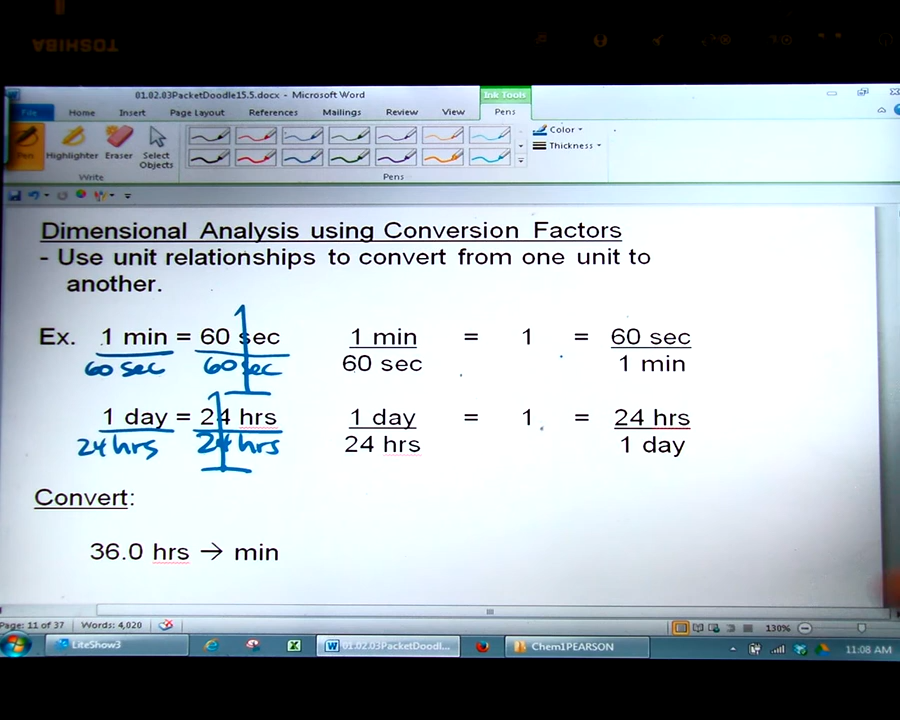 TOSHIBA
01.02.03PacketDoodle15.5.docx - Microsoft Word
Ink Tools
File Home Insert Page Layout References Mailings Review View Pens
Pen Highlighter Eraser Select Objects
Color
Thickness
Write
Pens
Dimensional Analysis using Conversion Factors
- Use unit relationships to convert from one unit to
another.
Ex. 1 min = 60 sec 1 min = 1 = 60 sec
60 sec 60 sec 60 sec 1 min
1 day = 24 hrs 1 day = 1 = 24 hrs
24 hrs 24 hrs 24 hrs 1 day
Convert:
36.0 hrs → min
Page: 11 of 37 Words: 4,020 130%
LiteShow3 01.02.03PacketDoodl... Chem1PEARSON 11:08 AM